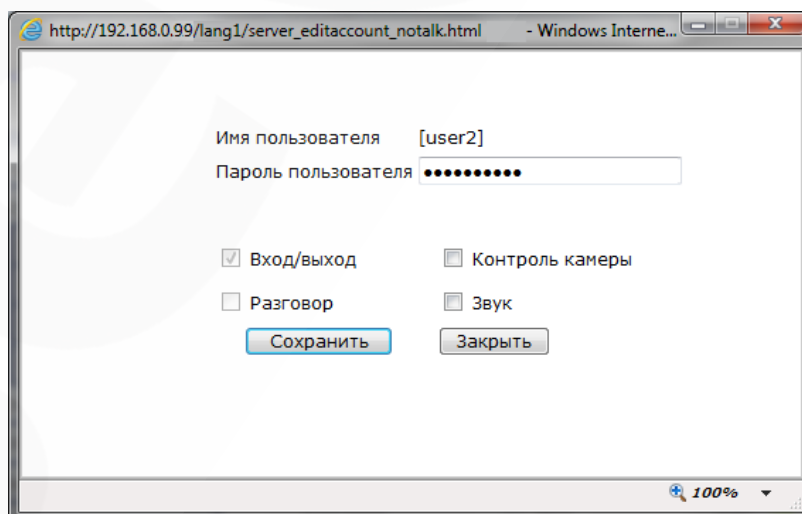 http://192.168.0.99/lang1/server_editaccount_notalk.html - Windows Interne...
Имя пользователя [user2]
Пароль пользователя ••••••••••
Вход/выход Контроль камеры
Разговор Звук
Сохранить Закрыть
100%